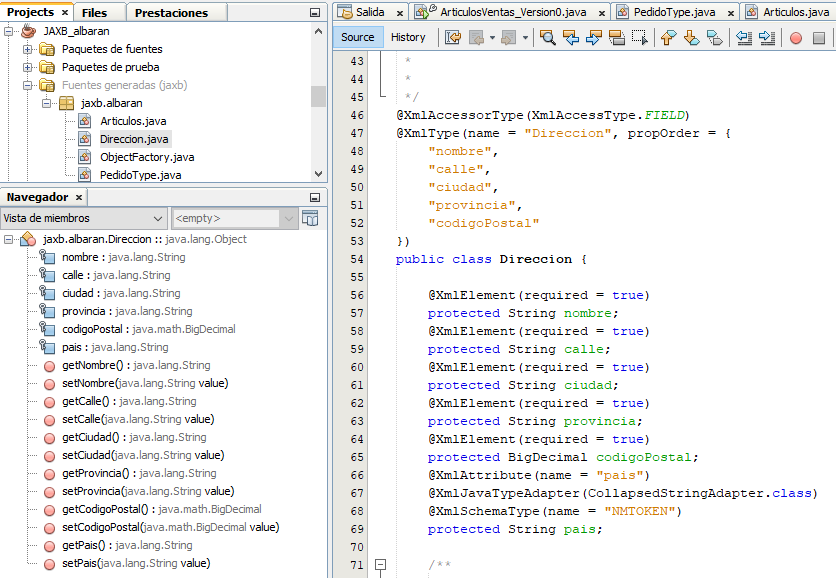 Projects × Files Prestaciones
JAXB_albaran
Paquetes de fuentes
Paquetes de prueba
Fuentes generadas (jaxb)
jaxb.albaran
Articulos.java
Direccion.java
ObjectFactory.java
PedidoType.java
Navegador ×
Vista de miembros <empty>
jaxb.albaran.Direccion :: java.lang.Object
nombre : java.lang.String
calle : java.lang.String
ciudad : java.lang.String
provincia : java.lang.String
codigoPostal : java.math.BigDecimal
pais : java.lang.String
getNombre() : java.lang.String
setNombre(java.lang.String value)
getCalle() : java.lang.String
setCalle(java.lang.String value)
getCiudad() : java.lang.String
setCiudad(java.lang.String value)
getProvincia() : java.lang.String
setProvincia(java.lang.String value)
getCodigoPostal() : java.math.BigDecimal
setCodigoPostal(java.math.BigDecimal value)
getPais() : java.lang.String
setPais(java.lang.String value)
Salida × ArticulosVentas_Version0.java × PedidoType.java × Articulos.java
Source History
43 *
44 *
45 */
46 @XmlAccessorType(XmlAccessType.FIELD)
47 @XmlType(name = "Direccion", propOrder = {
48 "nombre",
49 "calle",
50 "ciudad",
51 "provincia",
52 "codigoPostal"
53 })
54 public class Direccion {
55
56 @XmlElement(required = true)
57 protected String nombre;
58 @XmlElement(required = true)
59 protected String calle;
60 @XmlElement(required = true)
61 protected String ciudad;
62 @XmlElement(required = true)
63 protected String provincia;
64 @XmlElement(required = true)
65 protected BigDecimal codigoPostal;
66 @XmlAttribute(name = "pais")
67 @XmlJavaTypeAdapter(CollapsedStringAdapter.class)
68 @XmlSchemaType(name = "NMTOKEN")
69 protected String pais;
70
71 /**